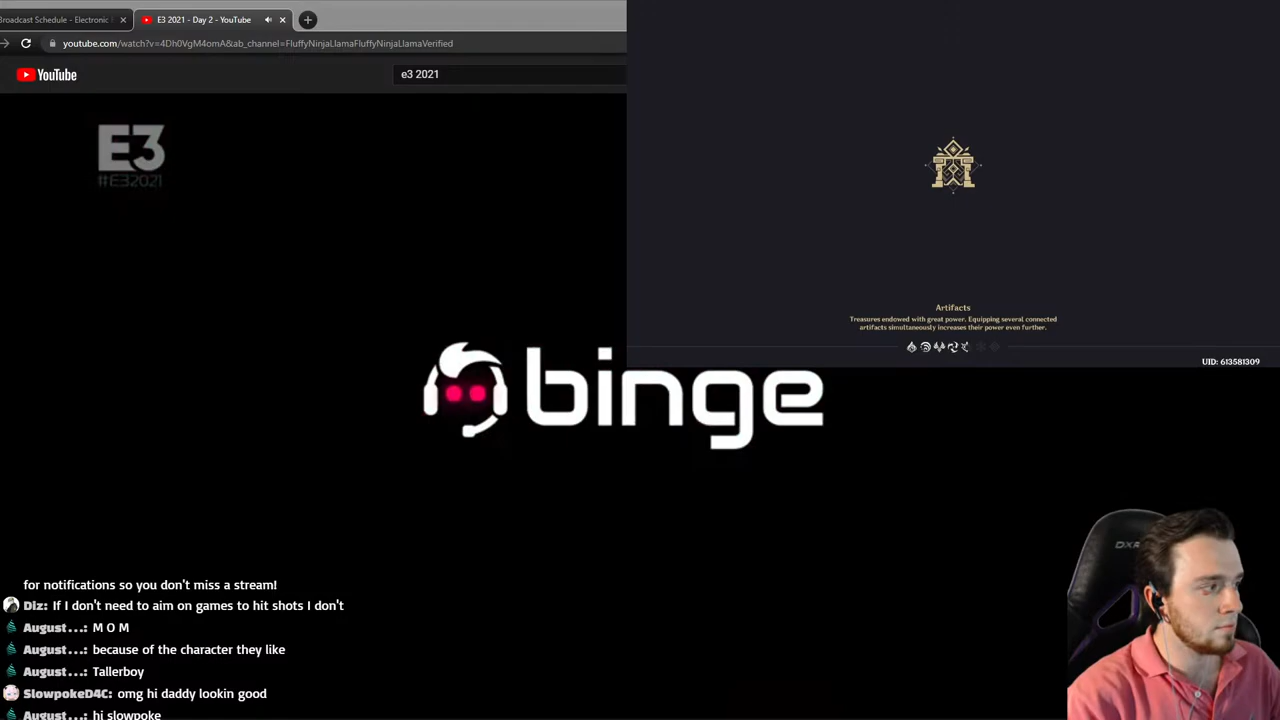 Broadcast Schedule - Electronic
E3 2021 - Day 2 - YouTube
youtube.com/watch?v=4Dh0VgM4omA&ab_channel=FluffyNinjaLlamaFluffyNinjaLlamaVerified
YouTube
e3 2021
E3
#E32021
binge
Artifacts
Treasures endowed with great power. Equipping several connected
artifacts simultaneously increases their power even further.
UID: 613581309
for notifications so you don't miss a stream!
Diz: If I don't need to aim on games to hit shots I don't
August...: M O M
August...: because of the character they like
August...: Tallerboy
SlowpokeD4C: omg hi daddy lookin good
August...: hi slowpoke
DXR